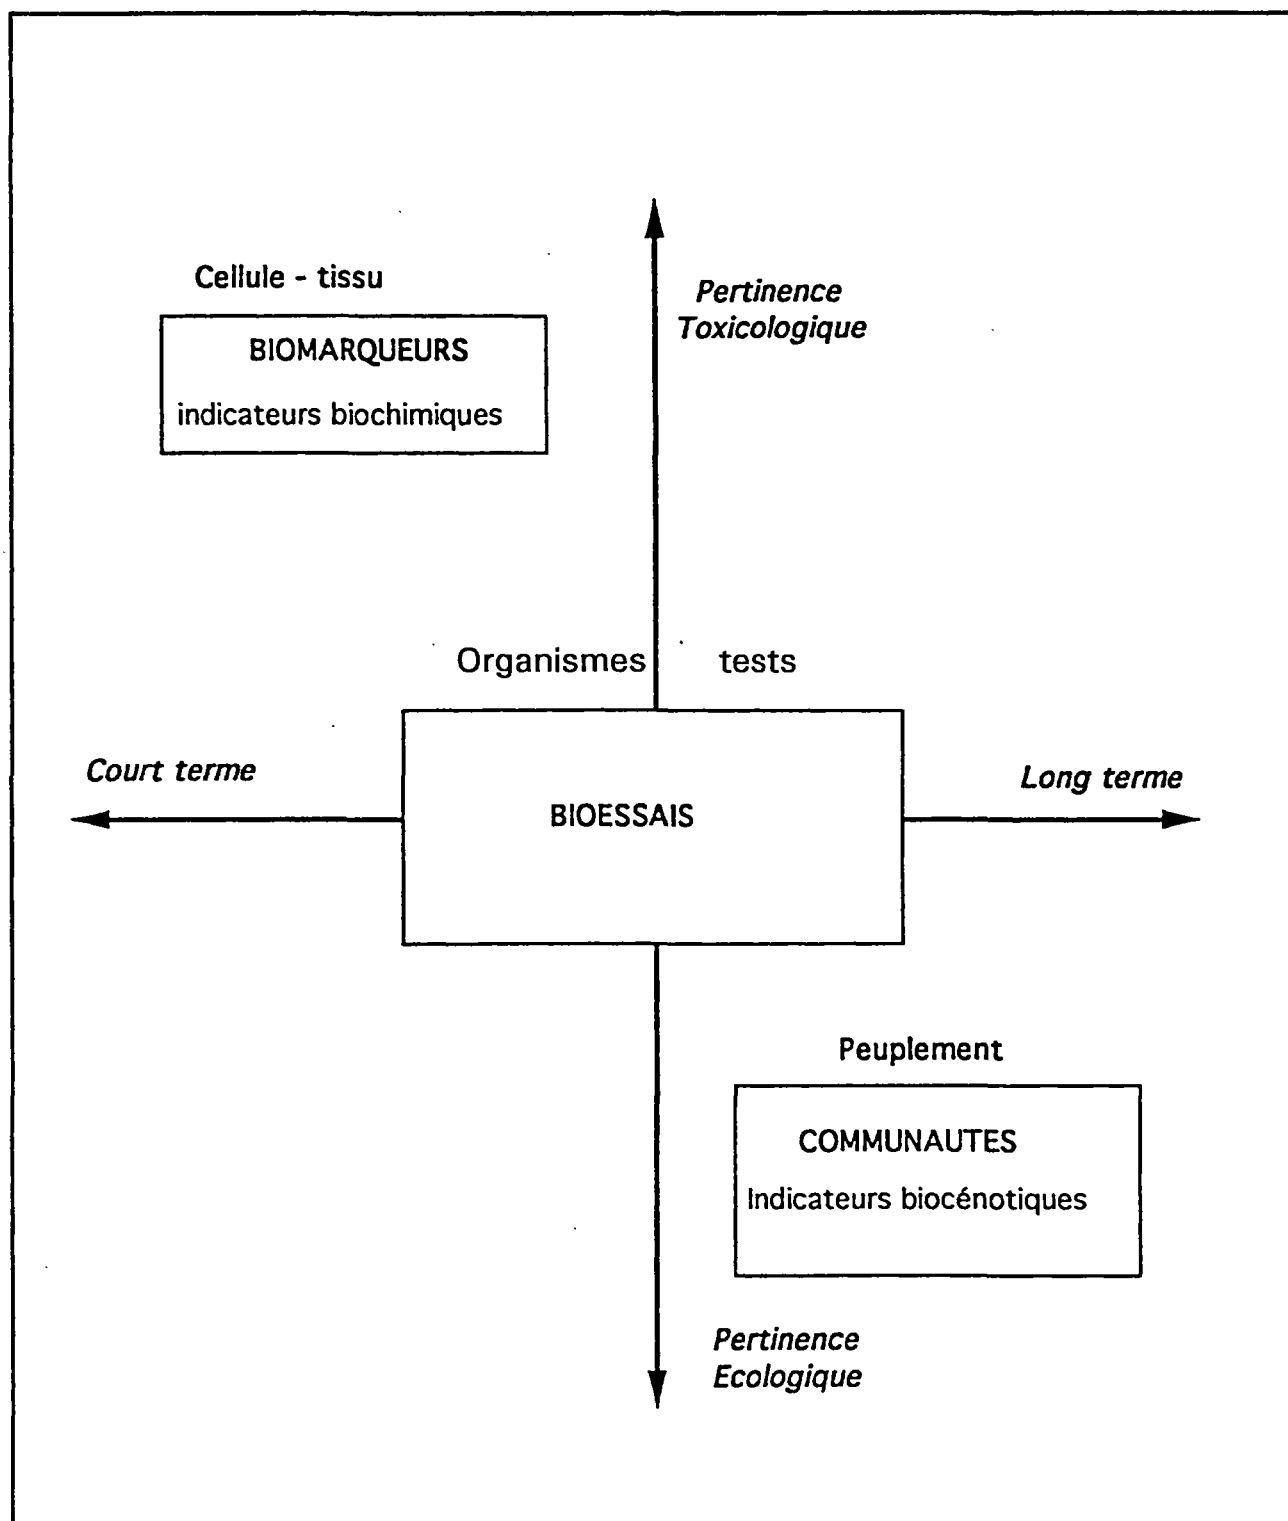 Cellule - tissu
BIOMARQUEURS
indicateurs biochimiques
Pertinence
Toxicologique
Organismes tests
Court terme
BIOESSAIS
Long terme
Peuplement
COMMUNAUTES
Indicateurs biocénotiques
Pertinence
Ecologique